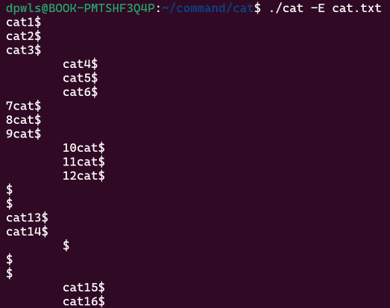 dpwls@BOOK-PMTSHF3Q4P:~/command/cat$ ./cat -E cat.txt
cat1$
cat2$
cat3$
        cat4$
        cat5$
        cat6$
7cat$
8cat$
9cat$
        10cat$
        11cat$
        12cat$
$
$
cat13$
cat14$
        $
$
$
        cat15$
        cat16$